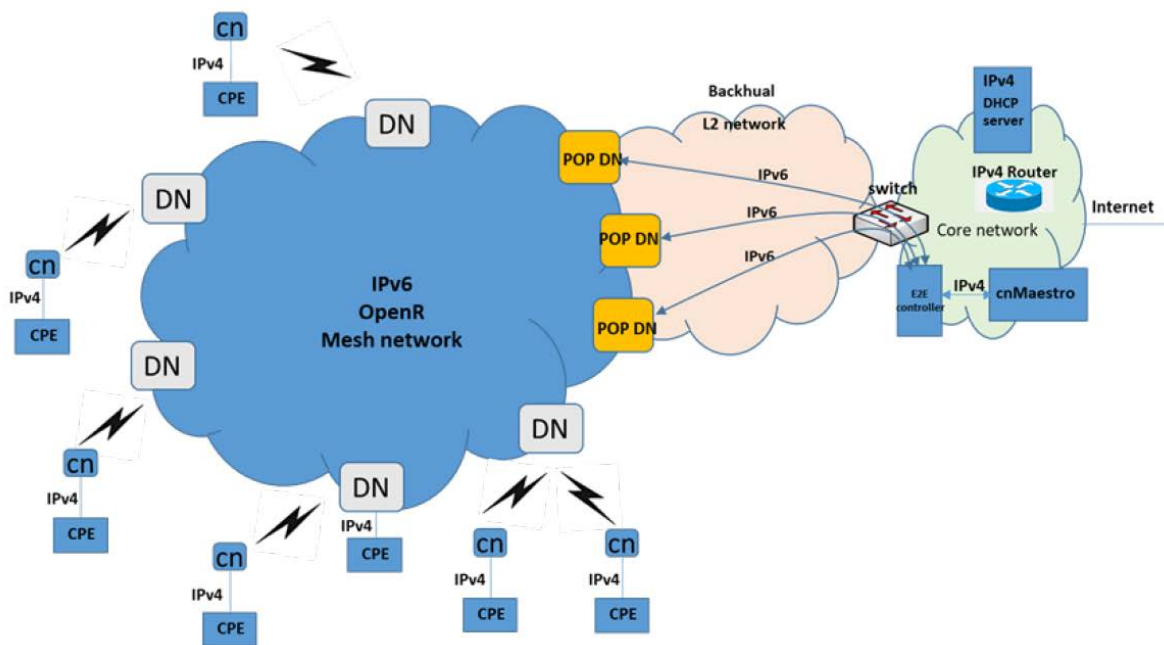 cn
IPv4
CPE
DN
DN
cn
IPv4
CPE
DN
cn
IPv4
CPE
cn
IPv4
CPE
DN
IPv4
CPE
DN
cn
IPv4
CPE
cn
IPv4
CPE
IPv6
OpenR
Mesh network
POP DN
POP DN
POP DN
Backhual
L2 network
IPv6
IPv6
IPv6
switch
IPv4
DHCP
server
IPv4 Router
Core network
E2E
controller
IPv4
cnMaestro
Internet